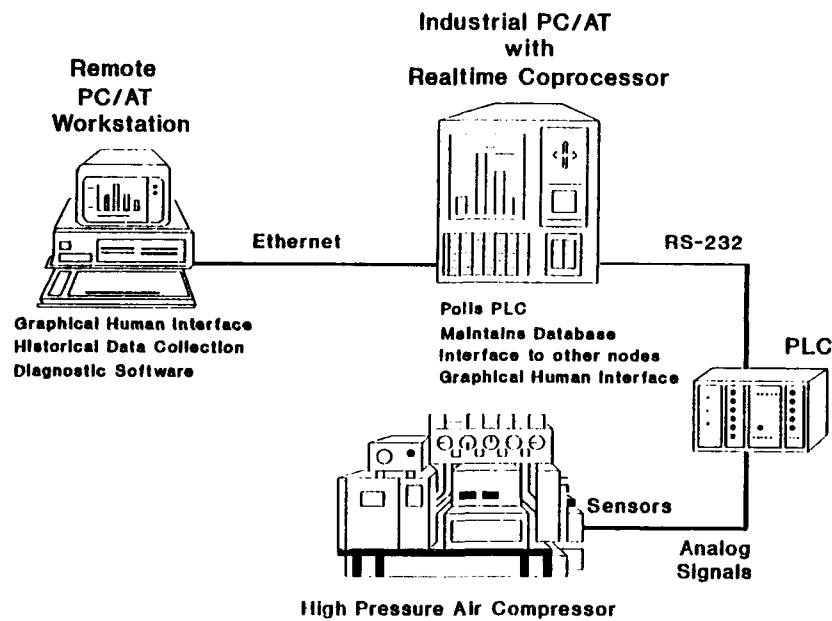 Industrial PC/AT
with
Realtime Coprocessor
Remote
PC/AT
Workstation
Ethernet
RS-232
Graphical Human Interface
Historical Data Collection
Diagnostic Software
Polls PLC
Maintains Database
Interface to other nodes
Graphical Human Interface
PLC
Sensors
Analog
Signals
High Pressure Air Compressor